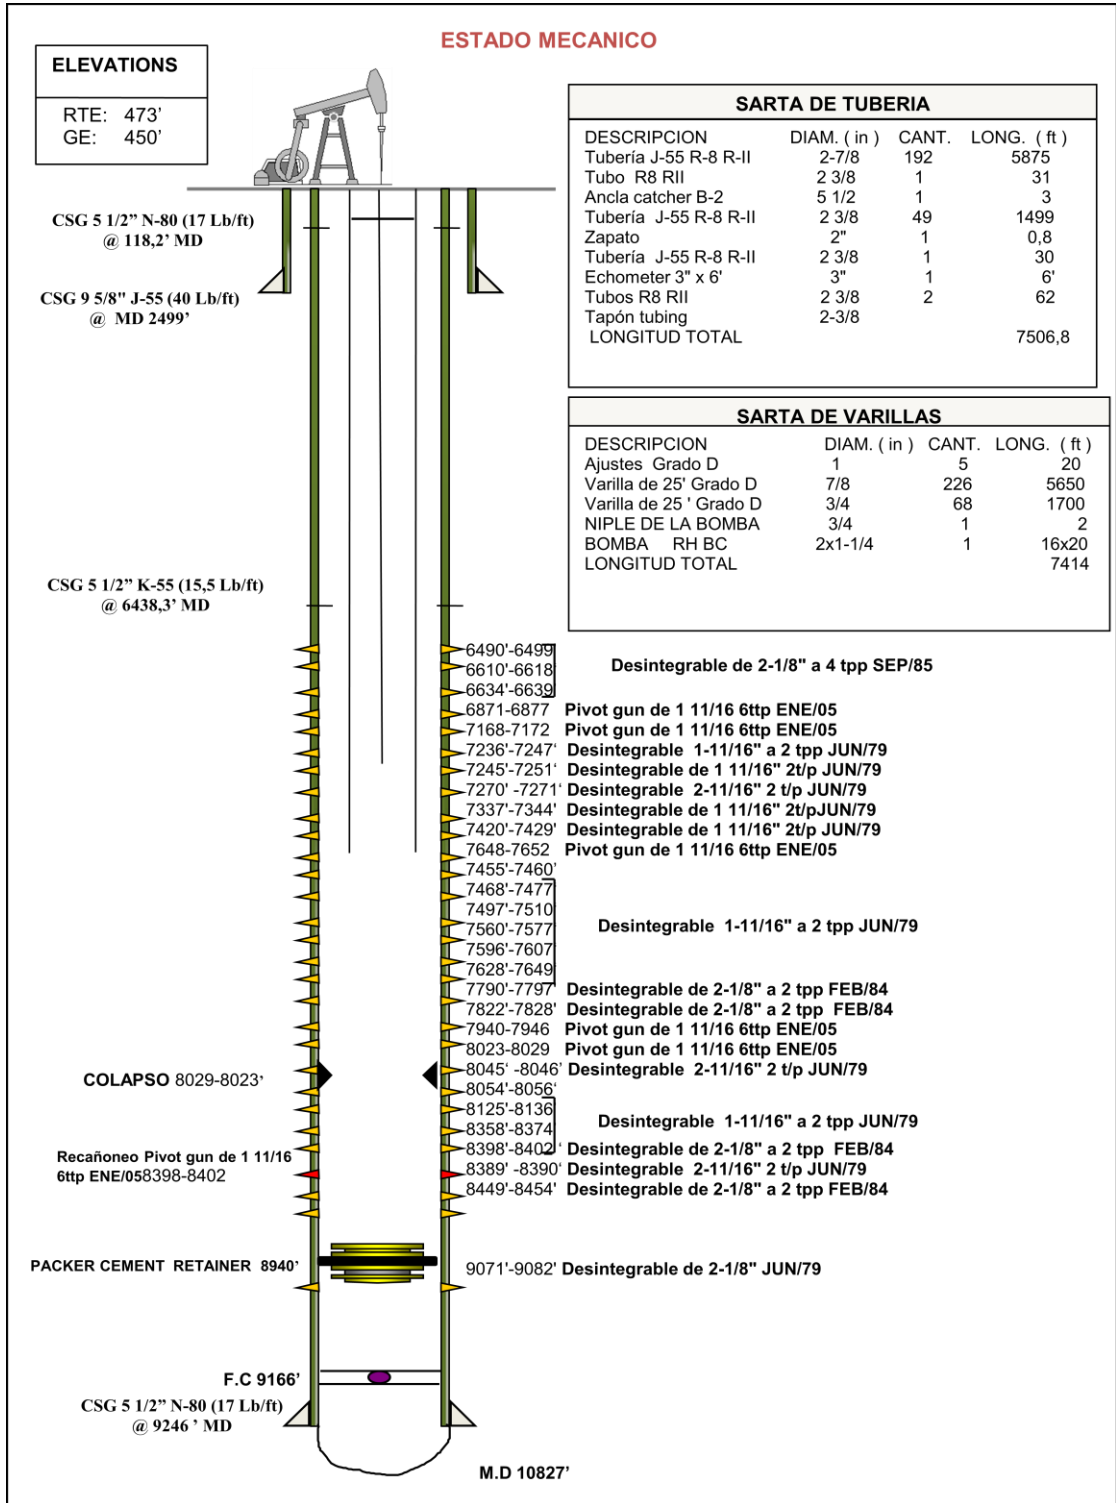 ESTADO MECANICO
ELEVATIONS
RTE: 473'
GE: 450'
SARTA DE TUBERIA
DESCRIPCION DIAM. ( in ) CANT. LONG. ( ft )
Tubería J-55 R-8 R-II 2-7/8 192 5875
Tubo R8 RII 2 3/8 1 31
Ancla catcher B-2 5 1/2 1 3
Tubería J-55 R-8 R-II 2 3/8 49 1499
Zapato 2" 1 0,8
Tubería J-55 R-8 R-II 2 3/8 1 30
Echometer 3" x 6' 3" 1 6'
Tubos R8 RII 2 3/8 2 62
Tapón tubing 2-3/8
LONGITUD TOTAL 7506,8
SARTA DE VARILLAS
DESCRIPCION DIAM. ( in ) CANT. LONG. ( ft )
Ajustes Grado D 1 5 20
Varilla de 25' Grado D 7/8 226 5650
Varilla de 25 ' Grado D 3/4 68 1700
NIPLE DE LA BOMBA 3/4 1 2
BOMBA RH BC 2x1-1/4 1 16x20
LONGITUD TOTAL 7414
CSG 5 1/2” N-80 (17 Lb/ft)
@ 118,2’ MD
CSG 9 5/8" J-55 (40 Lb/ft)
@ MD 2499’
CSG 5 1/2” K-55 (15,5 Lb/ft)
@ 6438,3’ MD
6490'-6499'
6610'-6618'
6634'-6639'
Desintegrable de 2-1/8" a 4 tpp SEP/85
6871-6877 Pivot gun de 1 11/16 6ttp ENE/05
7168-7172 Pivot gun de 1 11/16 6ttp ENE/05
7236'-7247' Desintegrable 1-11/16" a 2 tpp JUN/79
7245'-7251' Desintegrable de 1 11/16" 2t/p JUN/79
7270' -7271' Desintegrable 2-11/16" 2 t/p JUN/79
7337'-7344' Desintegrable de 1 11/16" 2t/pJUN/79
7420'-7429' Desintegrable de 1 11/16" 2t/p JUN/79
7648-7652 Pivot gun de 1 11/16 6ttp ENE/05
7455'-7460'
7468'-7477'
7497'-7510'
7560'-7577'
7596'-7607'
7628'-7649'
Desintegrable 1-11/16" a 2 tpp JUN/79
7790'-7797' Desintegrable de 2-1/8" a 2 tpp FEB/84
7822'-7828' Desintegrable de 2-1/8" a 2 tpp FEB/84
7940-7946 Pivot gun de 1 11/16 6ttp ENE/05
8023-8029 Pivot gun de 1 11/16 6ttp ENE/05
8045' -8046' Desintegrable 2-11/16" 2 t/p JUN/79
COLAPSO 8029-8023’
8054'-8056'
8125'-8136'
8358'-8374'
Desintegrable 1-11/16" a 2 tpp JUN/79
8398'-8402' Desintegrable de 2-1/8" a 2 tpp FEB/84
8389' -8390' Desintegrable 2-11/16" 2 t/p JUN/79
8449'-8454' Desintegrable de 2-1/8" a 2 tpp FEB/84
Recañoneo Pivot gun de 1 11/16
6ttp ENE/058398-8402
PACKER CEMENT RETAINER 8940’
9071'-9082' Desintegrable de 2-1/8" JUN/79
F.C 9166’
CSG 5 1/2” N-80 (17 Lb/ft)
@ 9246 ’ MD
M.D 10827’